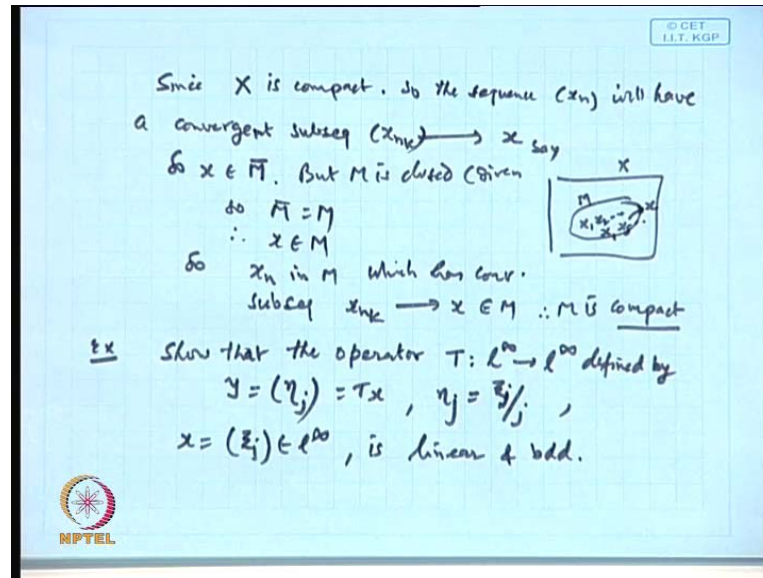 © CET
I.I.T. KGP
Since X is compact. So the sequence (xn) will have
a convergent subseq (xnk) ⟶ x say
So x ∈ M̄. But M is closed (Given
so M̄ = M
∴ x ∈ M
So xn in M which has conv.
subseq xnk ⟶ x ∈ M ∴ M is compact
X
M
x
Ex Show that the operator T: l^∞ → l^∞ defined by
y = (ηj) = Tx , ηj = ξj/j ,
x = (ξj) ∈ l^∞ , is linear & bdd.
NPTEL